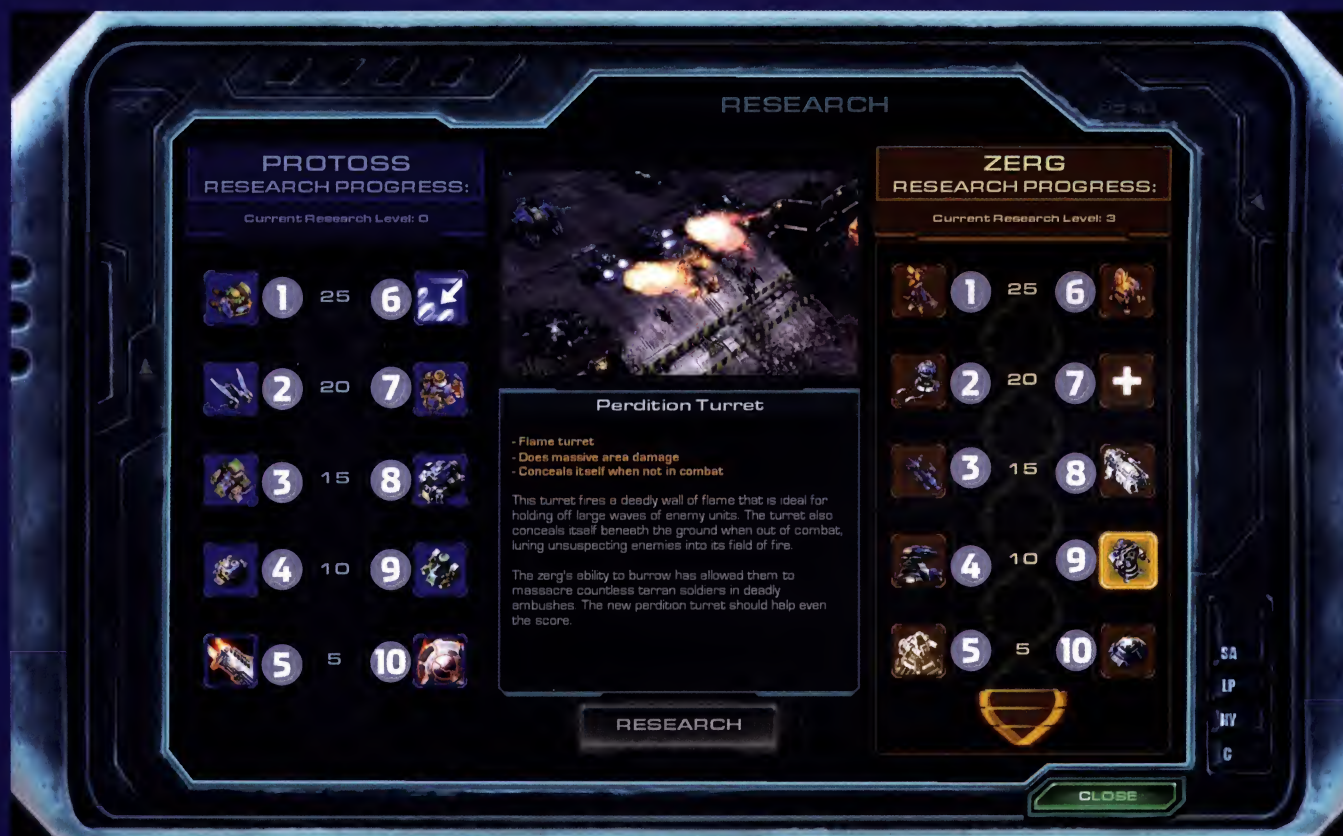 RESEARCH
PROTOSS
RESEARCH PROGRESS:
Current Research Level: 0
1 25 6
2 20 7
3 15 8
4 10 9
5 5 10
Perdition Turret
- Flame turret
- Does massive area damage
- Conceals itself when not in combat
This turret fires a deadly wall of flame that is ideal for
holding off large waves of enemy units. The turret also
conceals itself beneath the ground when out of combat,
luring unsuspecting enemies into its field of fire.
The zerg's ability to burrow has allowed them to
massacre countless terran soldiers in deadly
ambushes. The new perdition turret should help even
the score.
RESEARCH
ZERG
RESEARCH PROGRESS:
Current Research Level: 3
1 25 6
2 20 7
3 15 8
4 10 9
5 5 10
SA
LP
NY
C
CLOSE